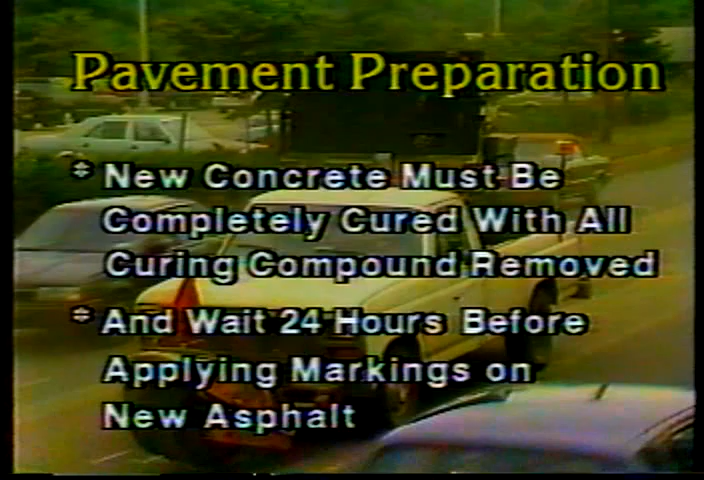 Pavement Preparation
* New Concrete Must Be
Completely Cured With All
Curing Compound Removed
* And Wait 24 Hours Before
Applying Markings on
New Asphalt